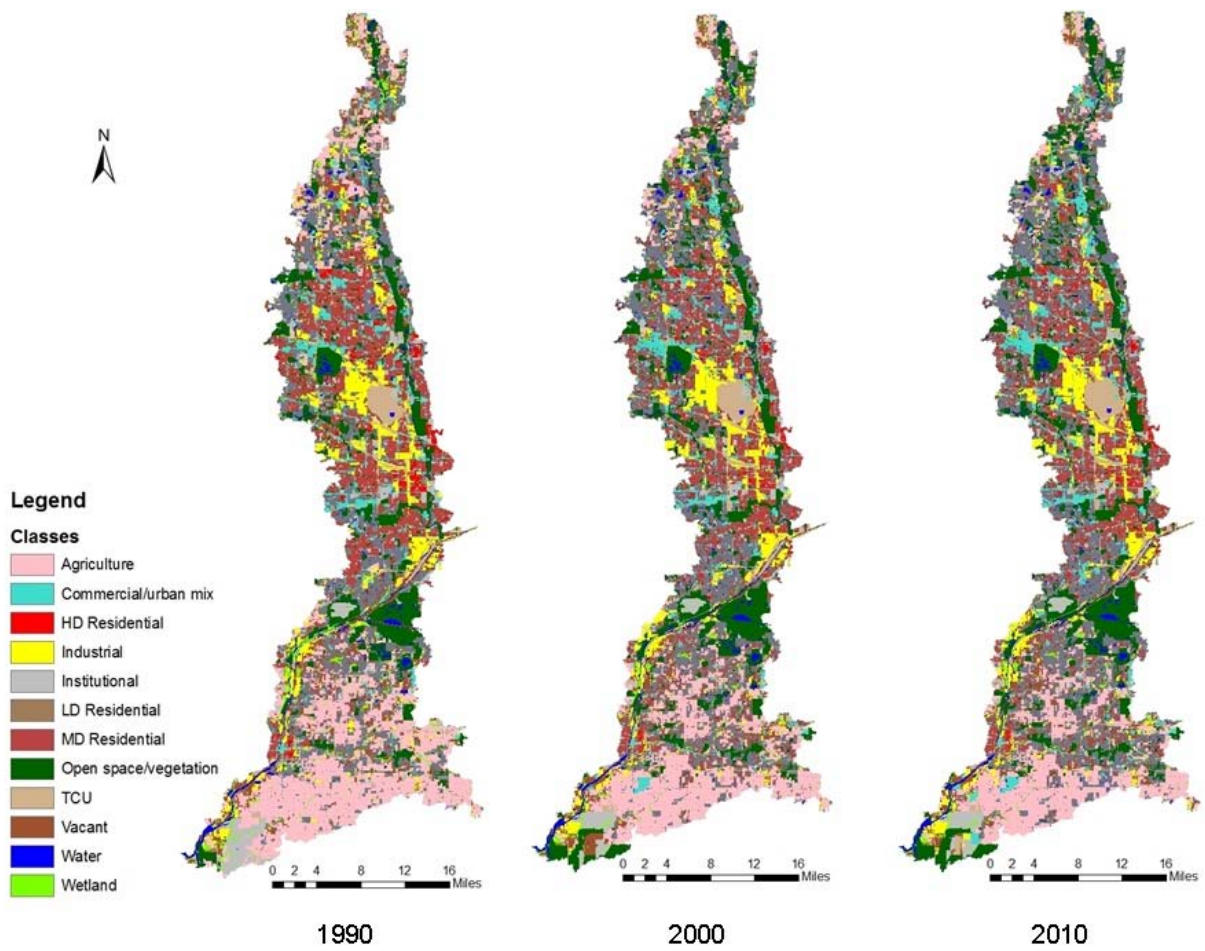 N
Legend
Classes
Agriculture
Commercial/urban mix
HD Residential
Industrial
Institutional
LD Residential
MD Residential
Open space/vegetation
TCU
Vacant
Water
Wetland
0 2 4 8 12 16
Miles
0 2 4 8 12 16
Miles
0 2 4 8 12 16
Miles
1990 2000 2010